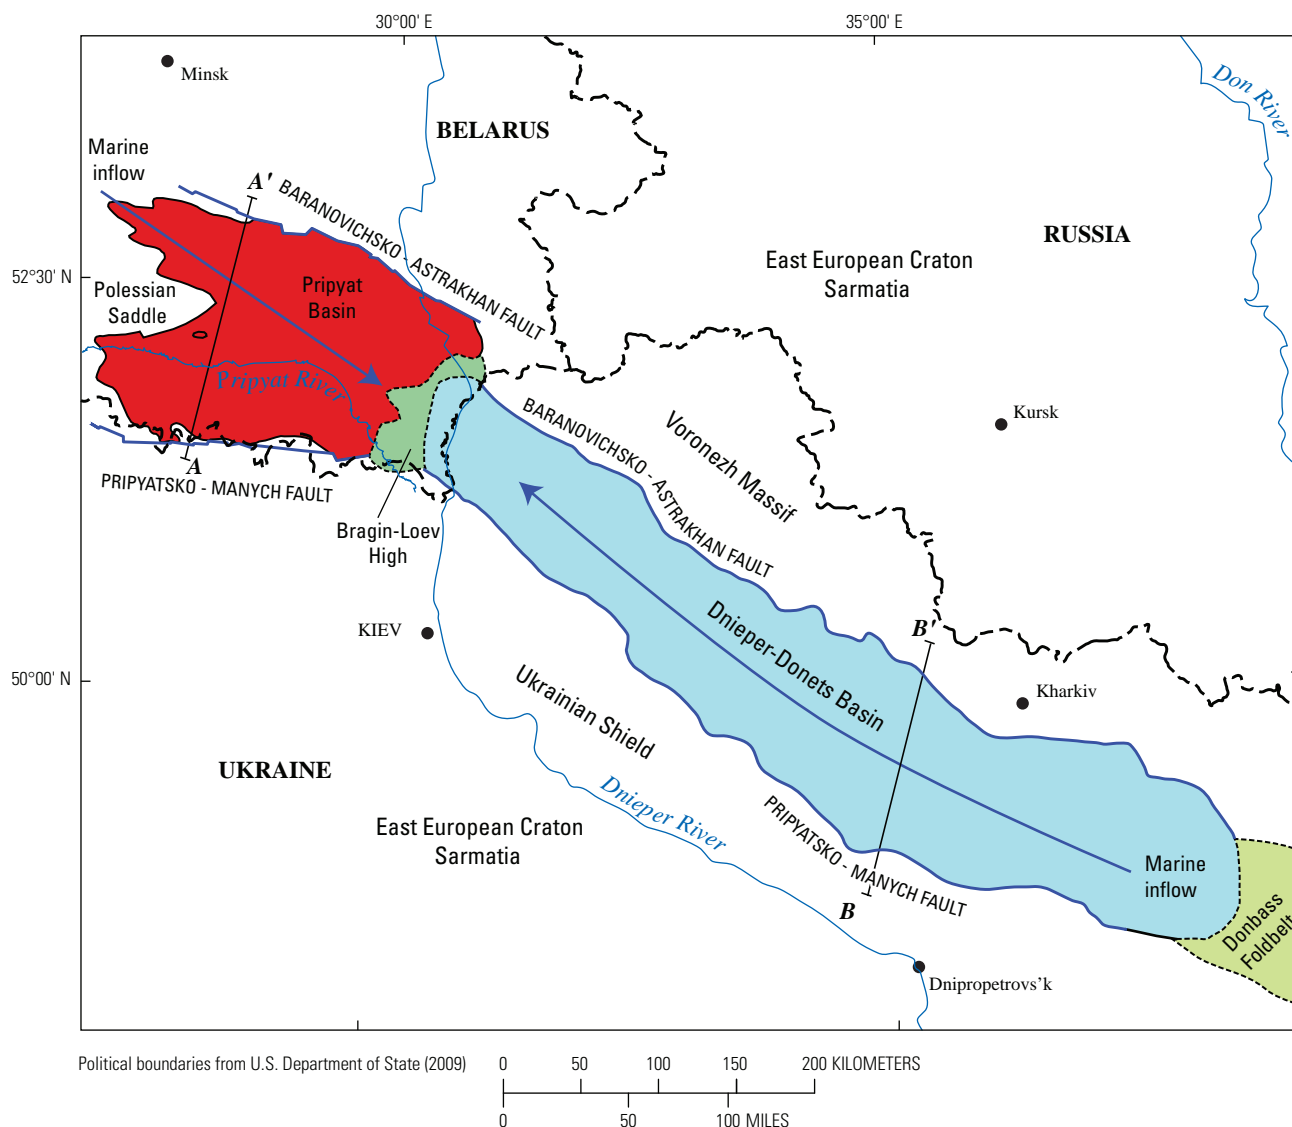 30°00' E
35°00' E
Minsk
Don River
BELARUS
Marine
inflow
A'
BARANOVICHSKO - ASTRAKHAN FAULT
RUSSIA
52°30' N
East European Craton
Sarmatia
Polessian
Saddle
Pripyat
Basin
Pripyat River
Kursk
BARANOVICHSKO - ASTRAKHAN FAULT
Voronezh Massif
A
PRIPYATSKO - MANYCH FAULT
Bragin-Loev
High
KIEV
Dnieper-Donets Basin
B'
50°00' N
Kharkiv
Ukrainian Shield
UKRAINE
Dnieper River
PRIPYATSKO - MANYCH FAULT
East European Craton
Sarmatia
Marine
inflow
B
Donbass
Foldbelt
Dnipropetrovs'k
Political boundaries from U.S. Department of State (2009)
0 50 100 150 200 KILOMETERS
0 50 100 MILES